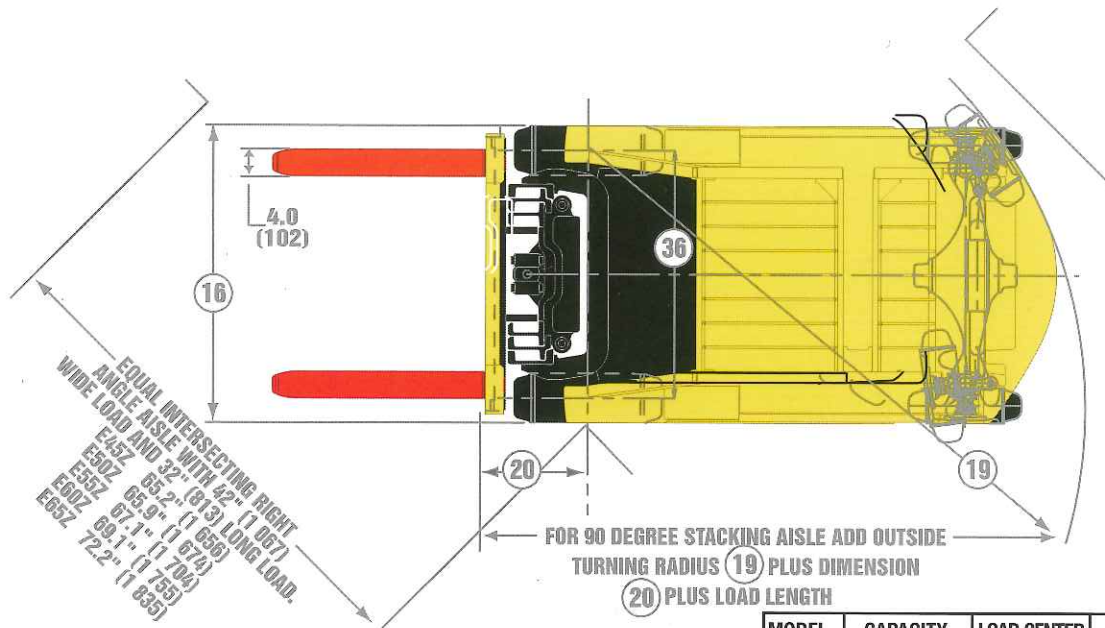 4.0
(102)
16
36
EQUAL INTERSECTING RIGHT
ANGLE AISLE WITH 42" (1 067)
WIDE LOAD AND 32" (813) LONG LOAD.
E45Z 65.2" (1 656)
E50Z 65.9" (1 674)
E55Z 67.1" (1 704)
E60Z 69.1" (1 755)
E65Z 72.2" (1 835)
20
19
FOR 90 DEGREE STACKING AISLE ADD OUTSIDE
TURNING RADIUS 19 PLUS DIMENSION
20 PLUS LOAD LENGTH
MODEL CAPACITY LOAD CENTER